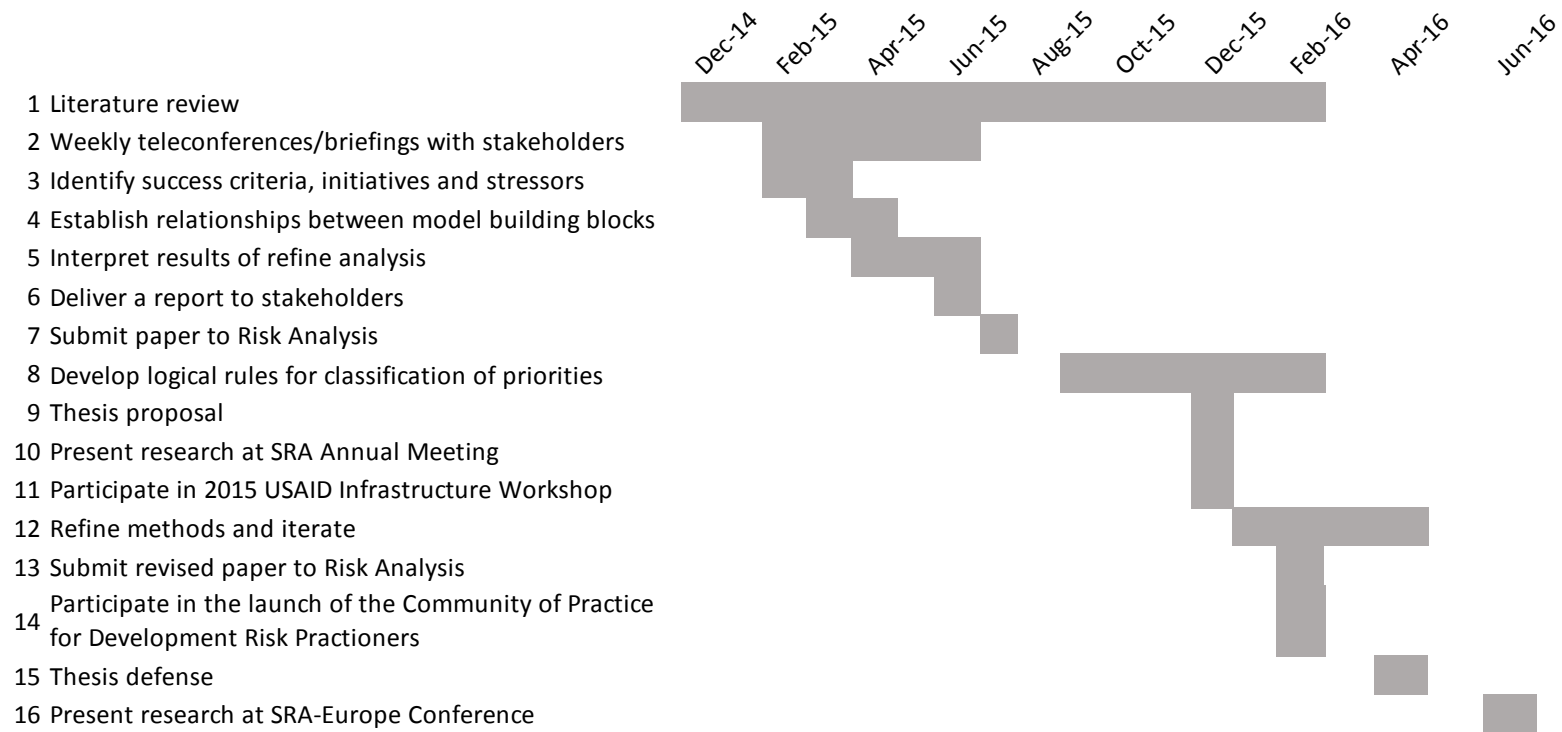 Dec-14 Feb-15 Apr-15 Jun-15 Aug-15 Oct-15 Dec-15 Feb-16 Apr-16 Jun-16
1 Literature review
2 Weekly teleconferences/briefings with stakeholders
3 Identify success criteria, initiatives and stressors
4 Establish relationships between model building blocks
5 Interpret results of refine analysis
6 Deliver a report to stakeholders
7 Submit paper to Risk Analysis
8 Develop logical rules for classification of priorities
9 Thesis proposal
10 Present research at SRA Annual Meeting
11 Participate in 2015 USAID Infrastructure Workshop
12 Refine methods and iterate
13 Submit revised paper to Risk Analysis
14 Participate in the launch of the Community of Practice
for Development Risk Practioners
15 Thesis defense
16 Present research at SRA-Europe Conference